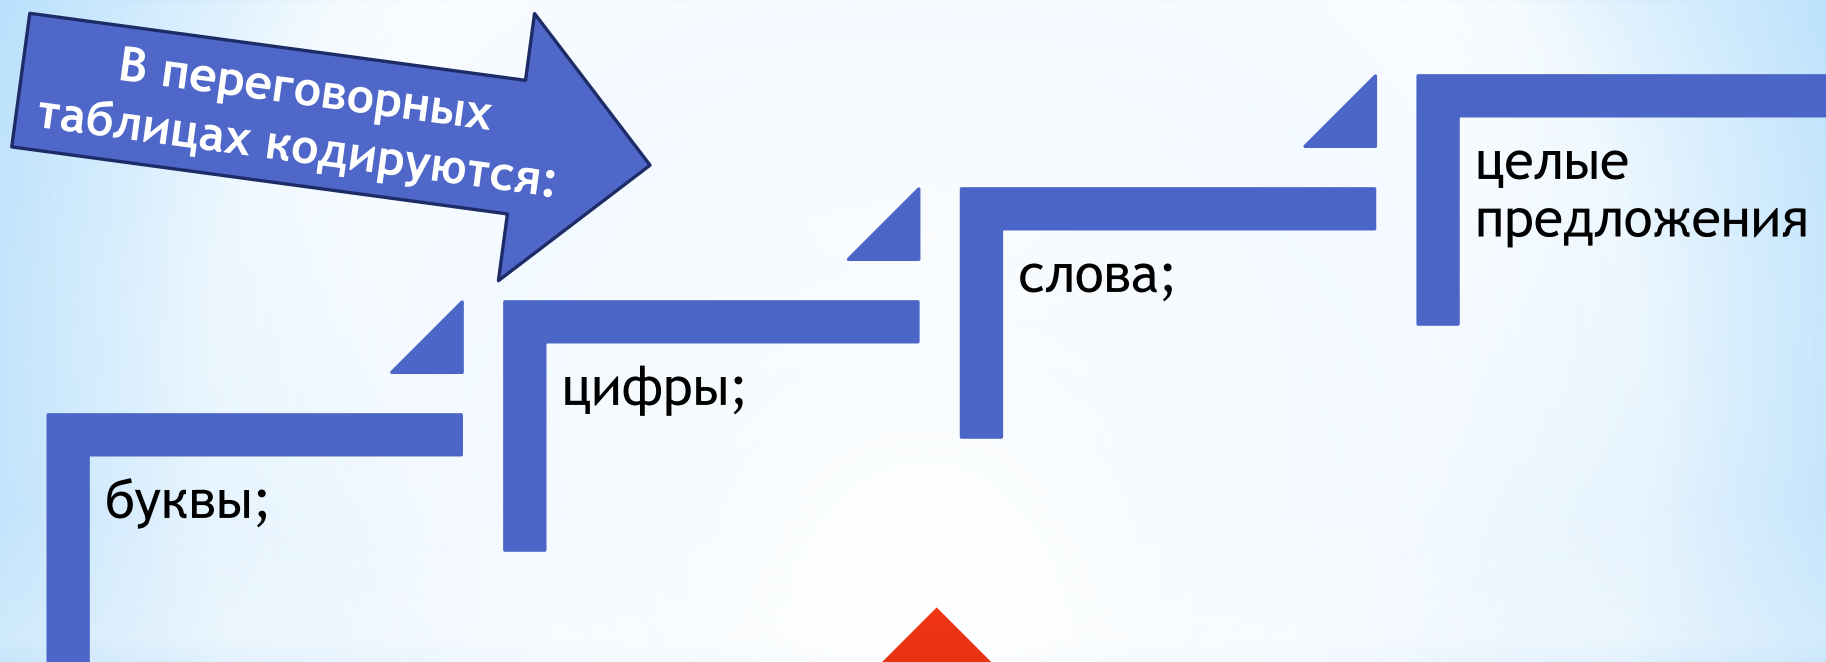 В переговорных
таблицах кодируются:
буквы;
цифры;
слова;
целые
предложения